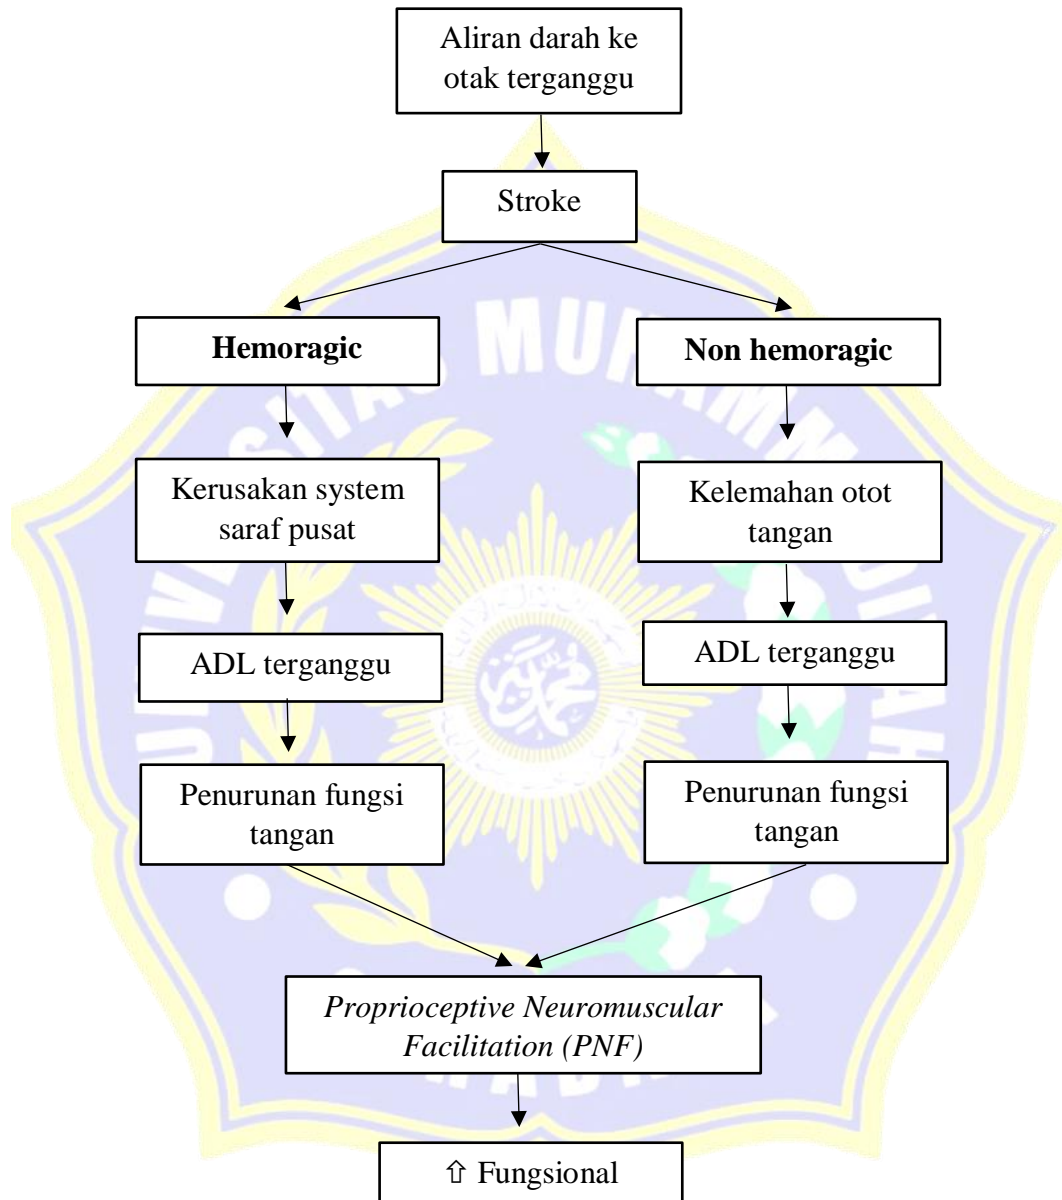 Aliran darah ke
otak terganggu
Stroke
Hemoragic
Non hemoragic
Kerusakan system
saraf pusat
Kelemahan otot
tangan
ADL terganggu
ADL terganggu
Penurunan fungsi
tangan
Penurunan fungsi
tangan
Proprioceptive Neuromuscular
Facilitation (PNF)
⇧ Fungsional